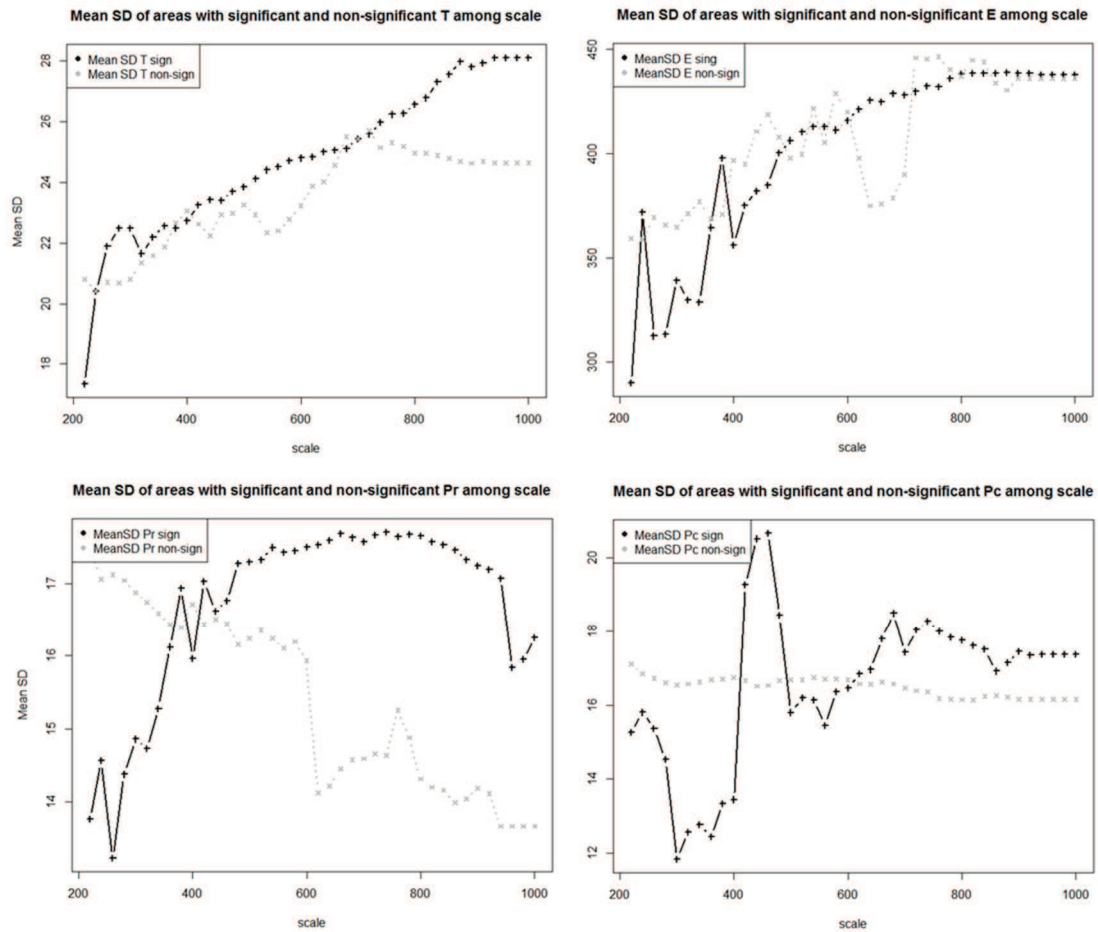 Mean SD of areas with significant and non-significant T among scale
Mean SD T sign
Mean SD T non-sign
Mean SD
28
26
24
22
20
18
200 400 600 800 1000
scale
Mean SD of areas with significant and non-significant E among scale
MeanSD E sing
MeanSD E non-sign
450
400
350
300
200 400 600 800 1000
scale
Mean SD of areas with significant and non-significant Pr among scale
MeanSD Pr sign
MeanSD Pr non-sign
Mean SD
17
16
15
14
200 400 600 800 1000
scale
Mean SD of areas with significant and non-significant Pc among scale
MeanSD Pc sign
MeanSD Pc non-sign
20
18
16
14
12
200 400 600 800 1000
scale